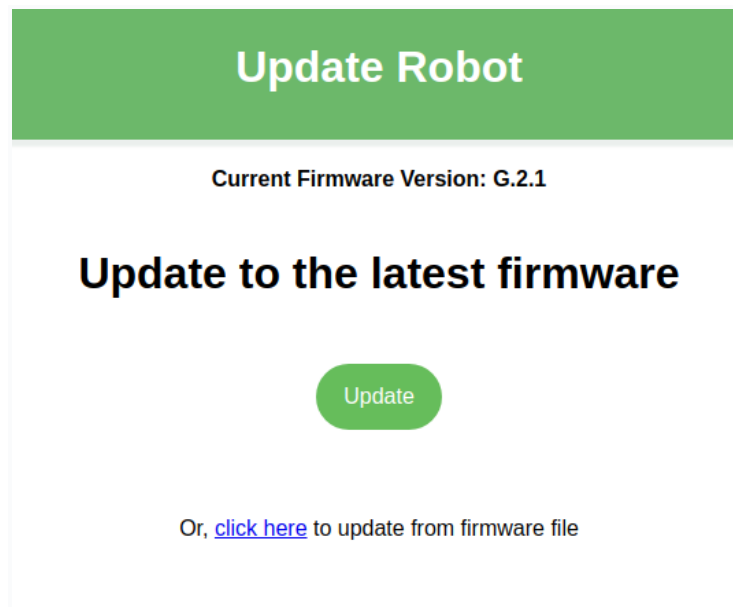 Update Robot
Current Firmware Version: G.2.1
Update to the latest firmware
Update
Or, click here to update from firmware file